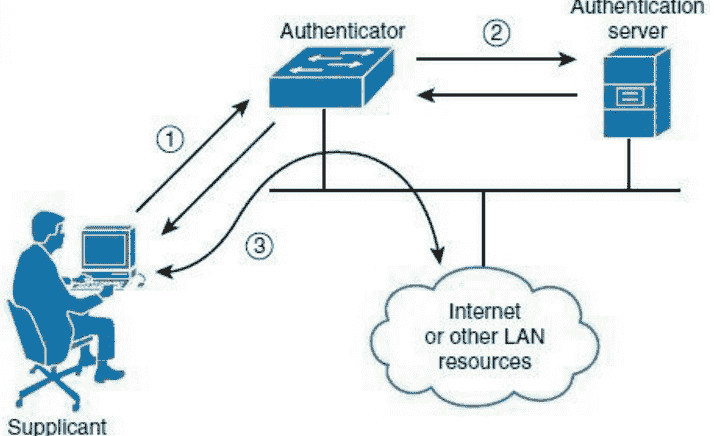 Authentication
server
Authenticator
②
①
③
Internet
or other LAN
resources
Supplicant